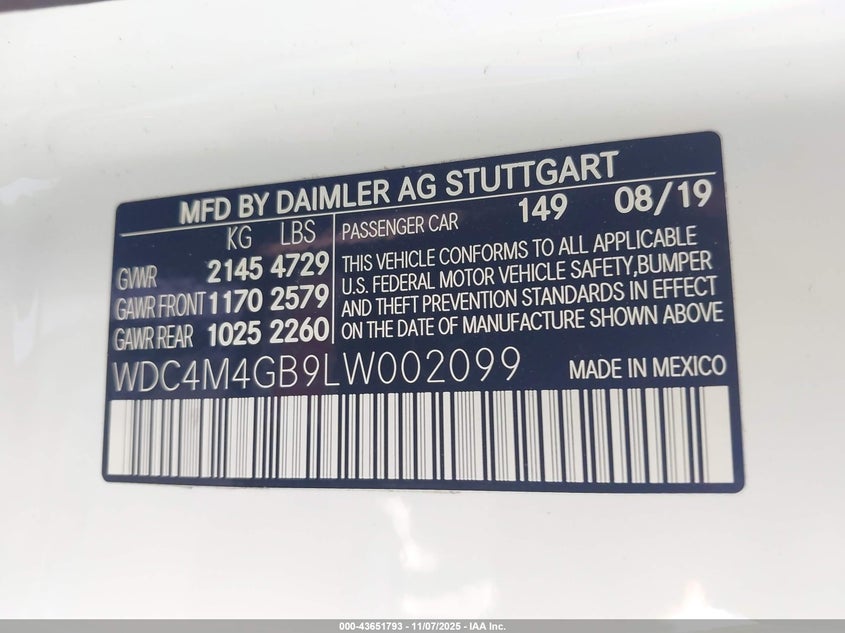 MFD BY DAIMLER AG STUTTGART
KG LBS
GVWR 2145 4729
GAWR FRONT 1170 2579
GAWR REAR 1025 2260
PASSENGER CAR 149 08/19
THIS VEHICLE CONFORMS TO ALL APPLICABLE
U.S. FEDERAL MOTOR VEHICLE SAFETY,BUMPER
AND THEFT PREVENTION STANDARDS IN EFFECT
ON THE DATE OF MANUFACTURE SHOWN ABOVE
WDC4M4GB9LW002099 MADE IN MEXICO
000-43651793 - 11/07/2025 - IAA Inc.